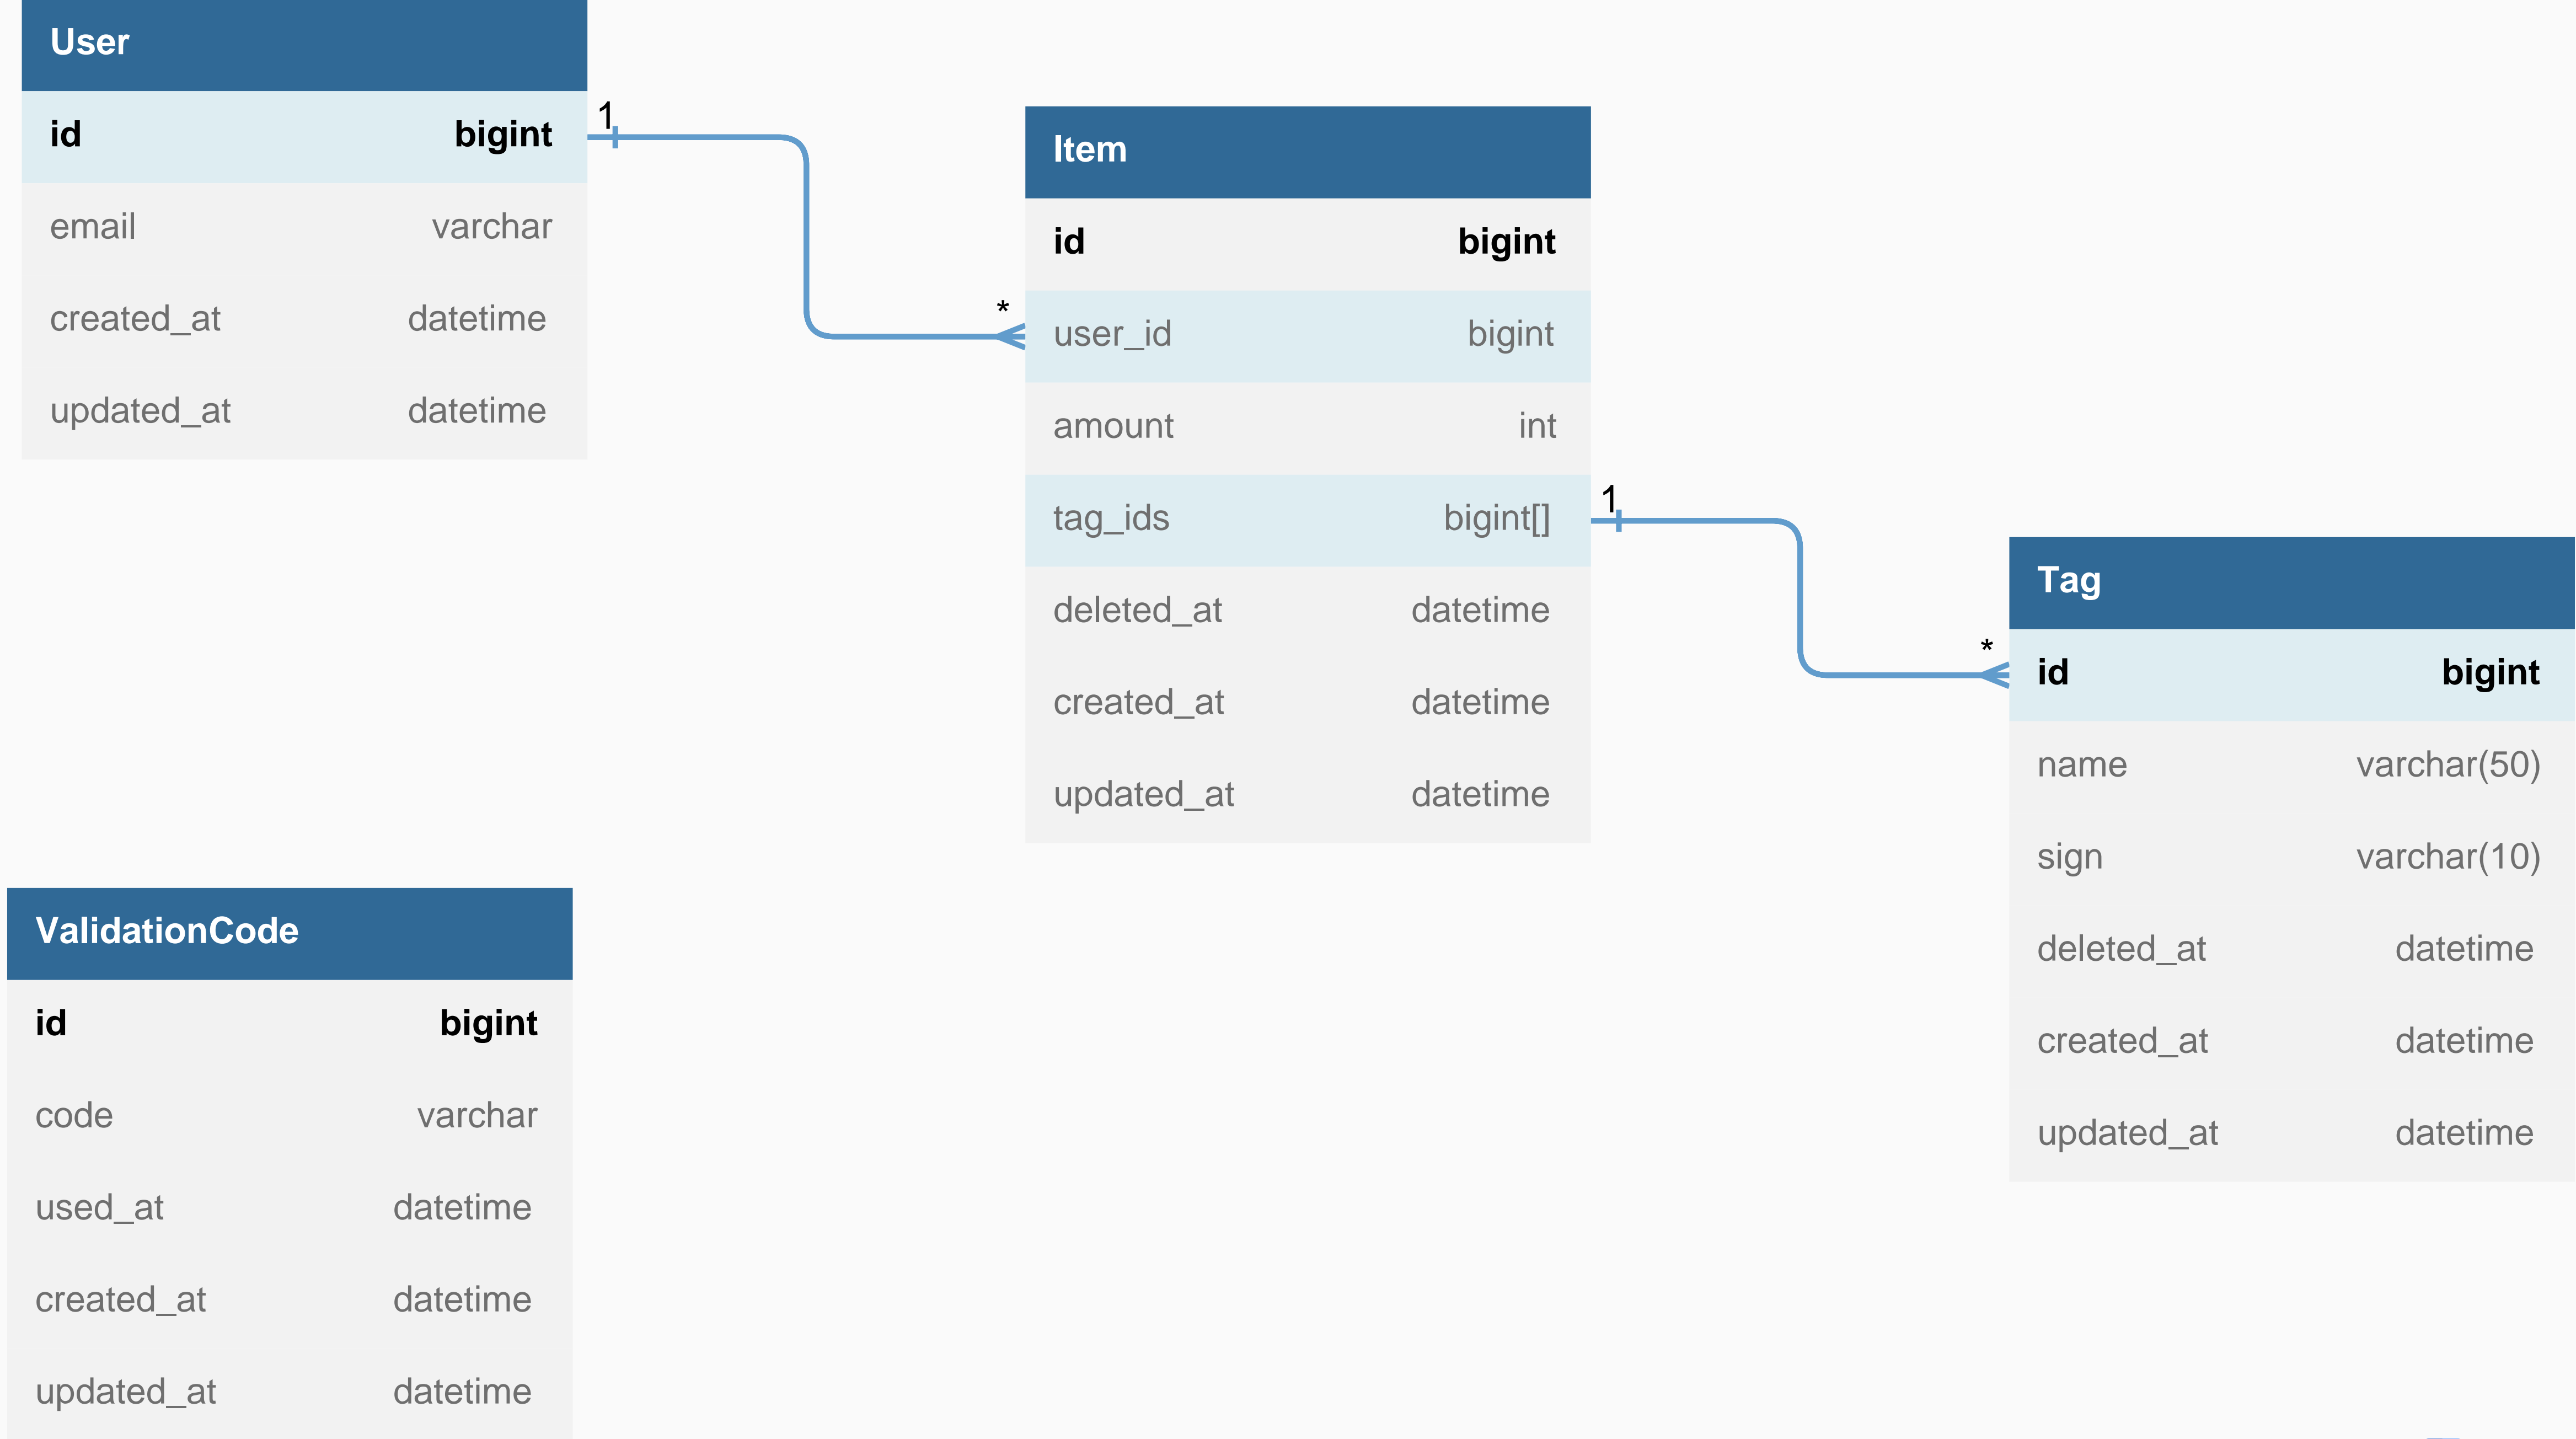 User
id bigint
email varchar
created_at datetime
updated_at datetime
1
*
Item
id bigint
user_id bigint
amount int
tag_ids bigint[]
deleted_at datetime
created_at datetime
updated_at datetime
1
*
Tag
id bigint
name varchar(50)
sign varchar(10)
deleted_at datetime
created_at datetime
updated_at datetime
ValidationCode
id bigint
code varchar
used_at datetime
created_at datetime
updated_at datetime